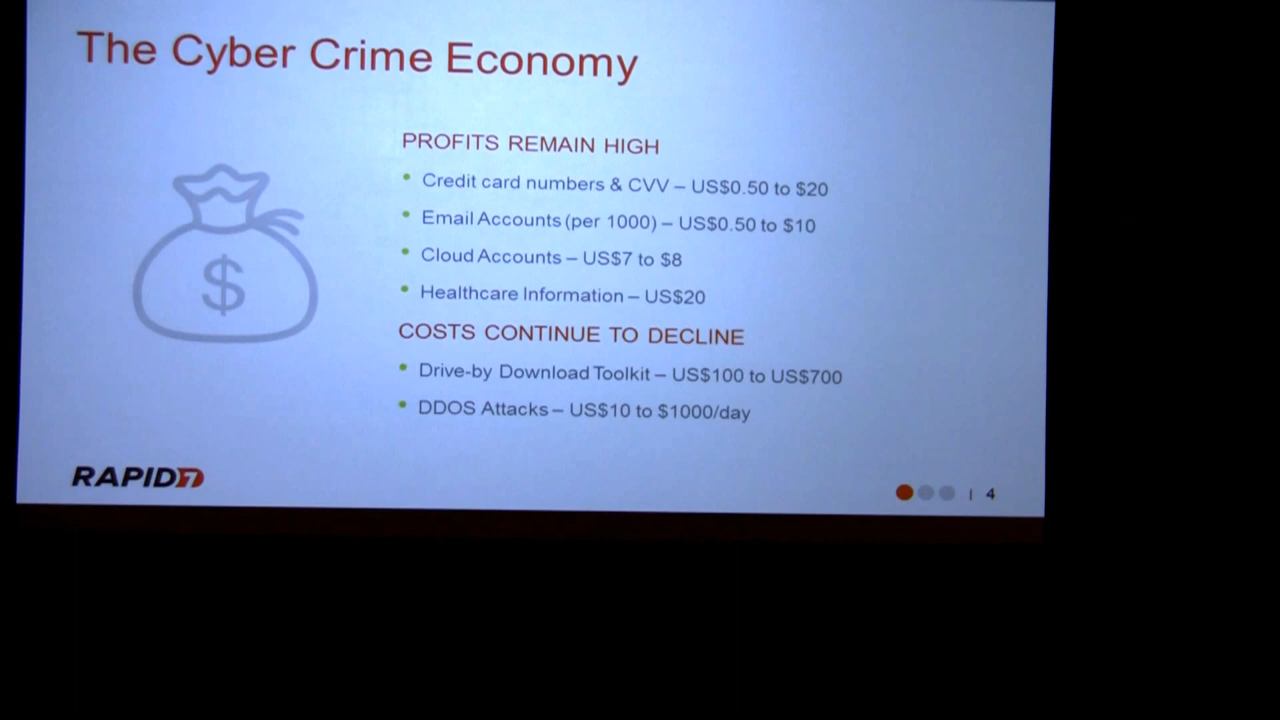 The Cyber Crime Economy
PROFITS REMAIN HIGH
• Credit card numbers & CVV – US$0.50 to $20
• Email Accounts (per 1000) – US$0.50 to $10
• Cloud Accounts – US$7 to $8
• Healthcare Information – US$20
COSTS CONTINUE TO DECLINE
• Drive-by Download Toolkit – US$100 to US$700
• DDOS Attacks – US$10 to $1000/day
$
RAPID7
| 4